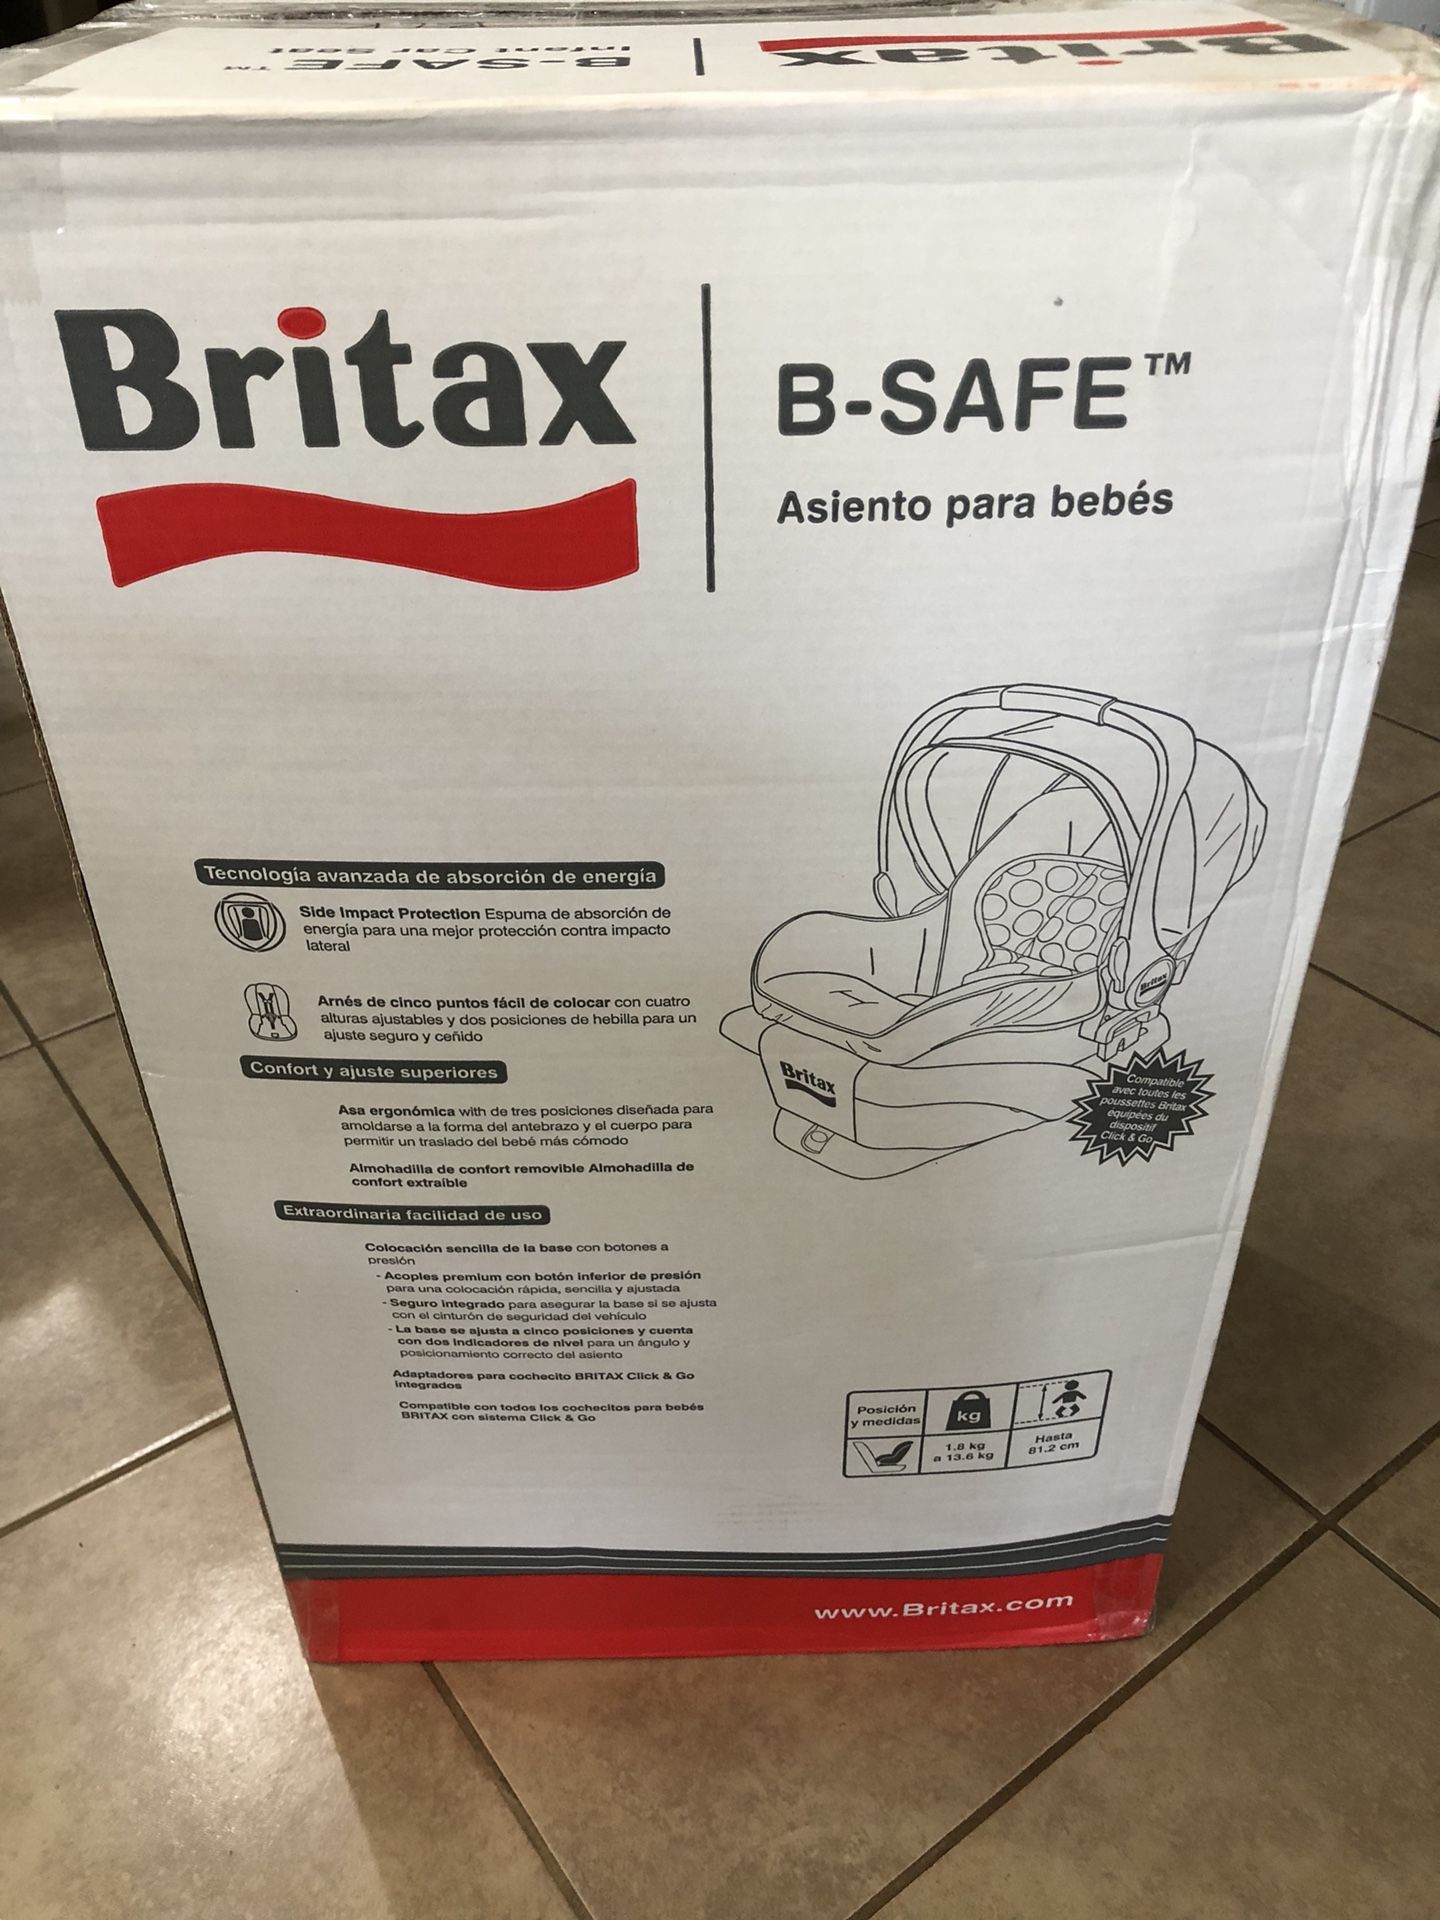 Britax
B-SAFE™
Infant Car Seat
Britax
B-SAFE™
Asiento para bebés
Tecnología avanzada de absorción de energía
Side Impact Protection Espuma de absorción de
energía para una mejor protección contra impacto
lateral
Arnés de cinco puntos fácil de colocar con cuatro
alturas ajustables y dos posiciones de hebilla para un
ajuste seguro y ceñido
Confort y ajuste superiores
Asa ergonómica with de tres posiciones diseñada para
amoldarse a la forma del antebrazo y el cuerpo para
permitir un traslado del bebé más cómodo
Almohadilla de confort removible Almohadilla de
confort extraíble
Extraordinaria facilidad de uso
Colocación sencilla de la base con botones a
presión
- Acoples premium con botón inferior de presión
para una colocación rápida, sencilla y ajustada
- Seguro integrado para asegurar la base si se ajusta
con el cinturón de seguridad del vehículo
- La base se ajusta a cinco posiciones y cuenta
con dos indicadores de nivel para un ángulo y
posicionamiento correcto del asiento
Adaptadores para cochecito BRITAX Click & Go
integrados
Compatible con todos los cochecitos para bebés
BRITAX con sistema Click & Go
Britax
Britax
Compatible
avec toutes les
poussettes Britax
équipées du
dispositif
Click & Go
Posición
y medidas
kg
1.8 kg
a 13.6 kg
Hasta
81.2 cm
www.Britax.com